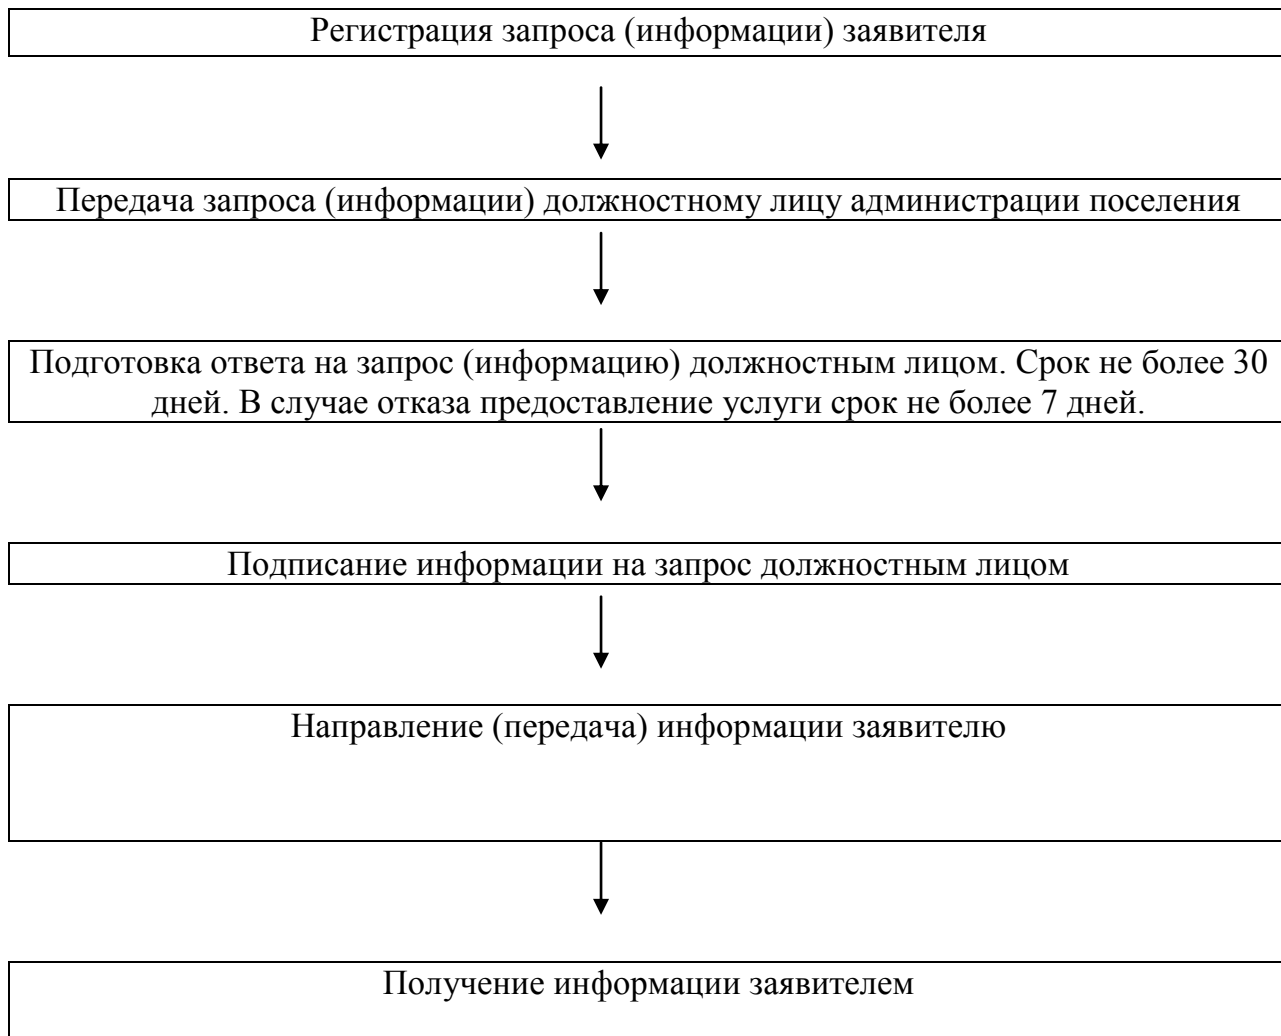 Регистрация запроса (информации) заявителя
Передача запроса (информации) должностному лицу администрации поселения
Подготовка ответа на запрос (информацию) должностным лицом. Срок не более 30
дней. В случае отказа предоставление услуги срок не более 7 дней.
Подписание информации на запрос должностным лицом
Направление (передача) информации заявителю
Получение информации заявителем